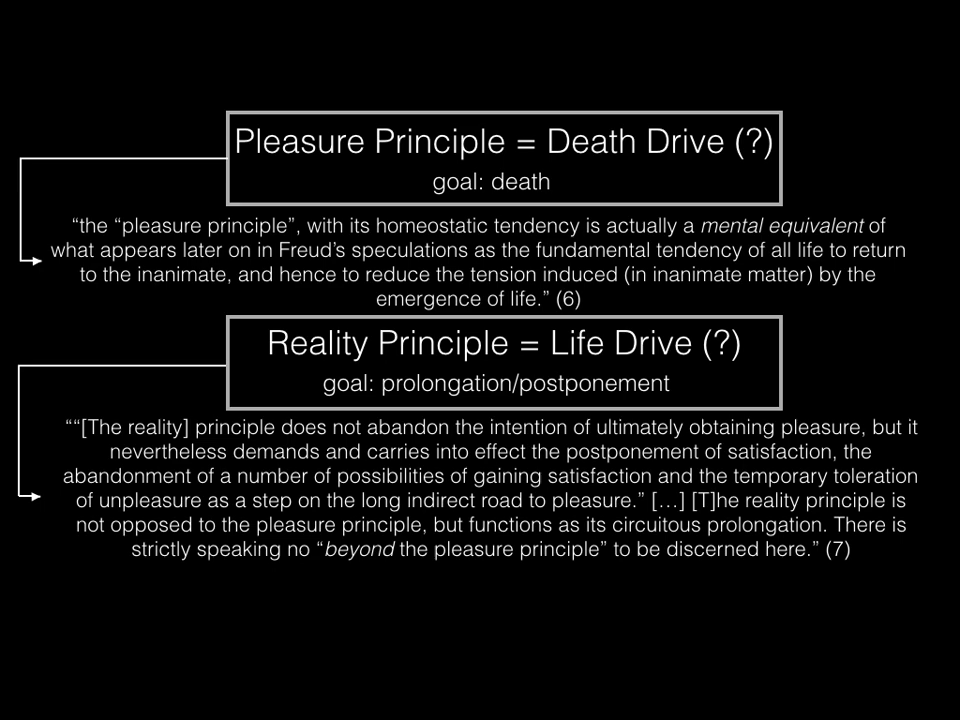 Pleasure Principle = Death Drive (?)
goal: death
“the “pleasure principle”, with its homeostatic tendency is actually a mental equivalent of
what appears later on in Freud’s speculations as the fundamental tendency of all life to return
to the inanimate, and hence to reduce the tension induced (in inanimate matter) by the
emergence of life.” (6)
Reality Principle = Life Drive (?)
goal: prolongation/postponement
““[The reality] principle does not abandon the intention of ultimately obtaining pleasure, but it
nevertheless demands and carries into effect the postponement of satisfaction, the
abandonment of a number of possibilities of gaining satisfaction and the temporary toleration
of unpleasure as a step on the long indirect road to pleasure.” […] [T]he reality principle is
not opposed to the pleasure principle, but functions as its circuitous prolongation. There is
strictly speaking no “beyond the pleasure principle” to be discerned here.” (7)